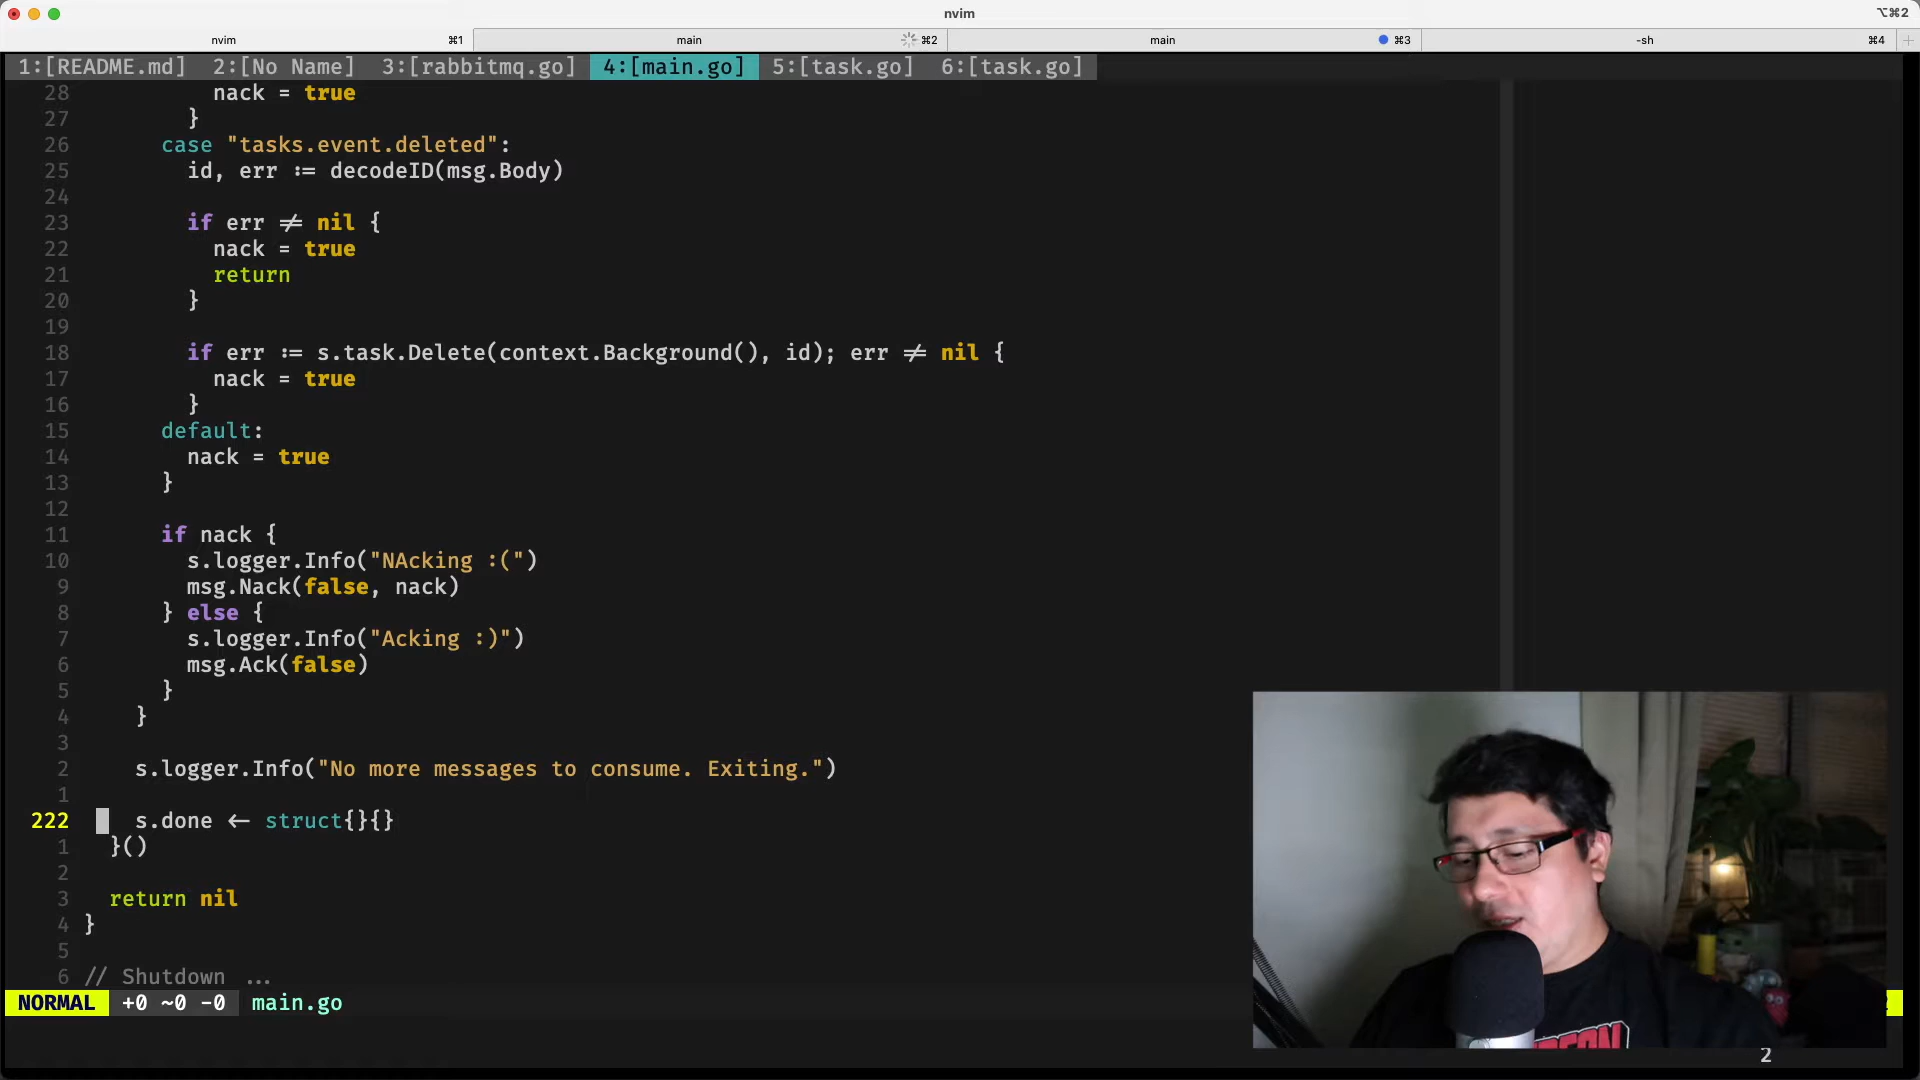 nvim
⌥⌘2
nvim ⌘1 main ⌘2 main ⌘3 -sh ⌘4
1:[README.md] 2:[No Name] 3:[rabbitmq.go] 4:[main.go] 5:[task.go] 6:[task.go]
28 nack = true
27 }
26 case "tasks.event.deleted":
25 id, err := decodeID(msg.Body)
24
23 if err != nil {
22 nack = true
21 return
20 }
19
18 if err := s.task.Delete(context.Background(), id); err != nil {
17 nack = true
16 }
15 default:
14 nack = true
13 }
12
11 if nack {
10 s.logger.Info("NAcking :(")
9 msg.Nack(false, nack)
8 } else {
7 s.logger.Info("Acking :)")
6 msg.Ack(false)
5 }
4 }
3
2 s.logger.Info("No more messages to consume. Exiting.")
1
222 s.done <- struct{}{}
1 }()
2
3 return nil
4 }
5
6 // Shutdown ...
NORMAL +0 ~0 -0 main.go
2